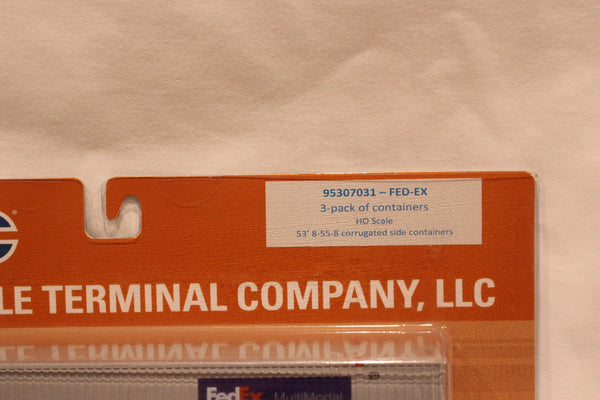 95307031 – FED-EX
3-pack of containers
HO Scale
53' 8-55-8 corrugated side containers
LE TERMINAL COMPANY, LLC
FedEx MultiModal